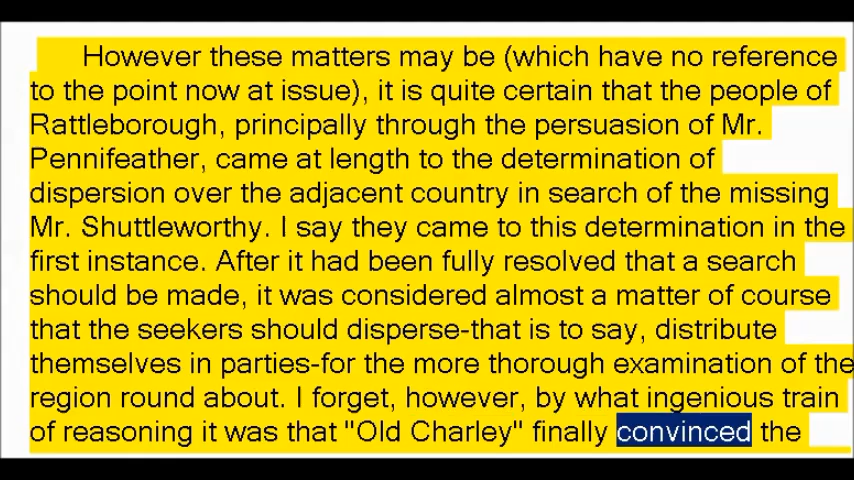 However these matters may be (which have no reference
to the point now at issue), it is quite certain that the people of
Rattleborough, principally through the persuasion of Mr.
Pennifeather, came at length to the determination of
dispersion over the adjacent country in search of the missing
Mr. Shuttleworthy. I say they came to this determination in the
first instance. After it had been fully resolved that a search
should be made, it was considered almost a matter of course
that the seekers should disperse-that is to say, distribute
themselves in parties-for the more thorough examination of the
region round about. I forget, however, by what ingenious train
of reasoning it was that "Old Charley" finally convinced the